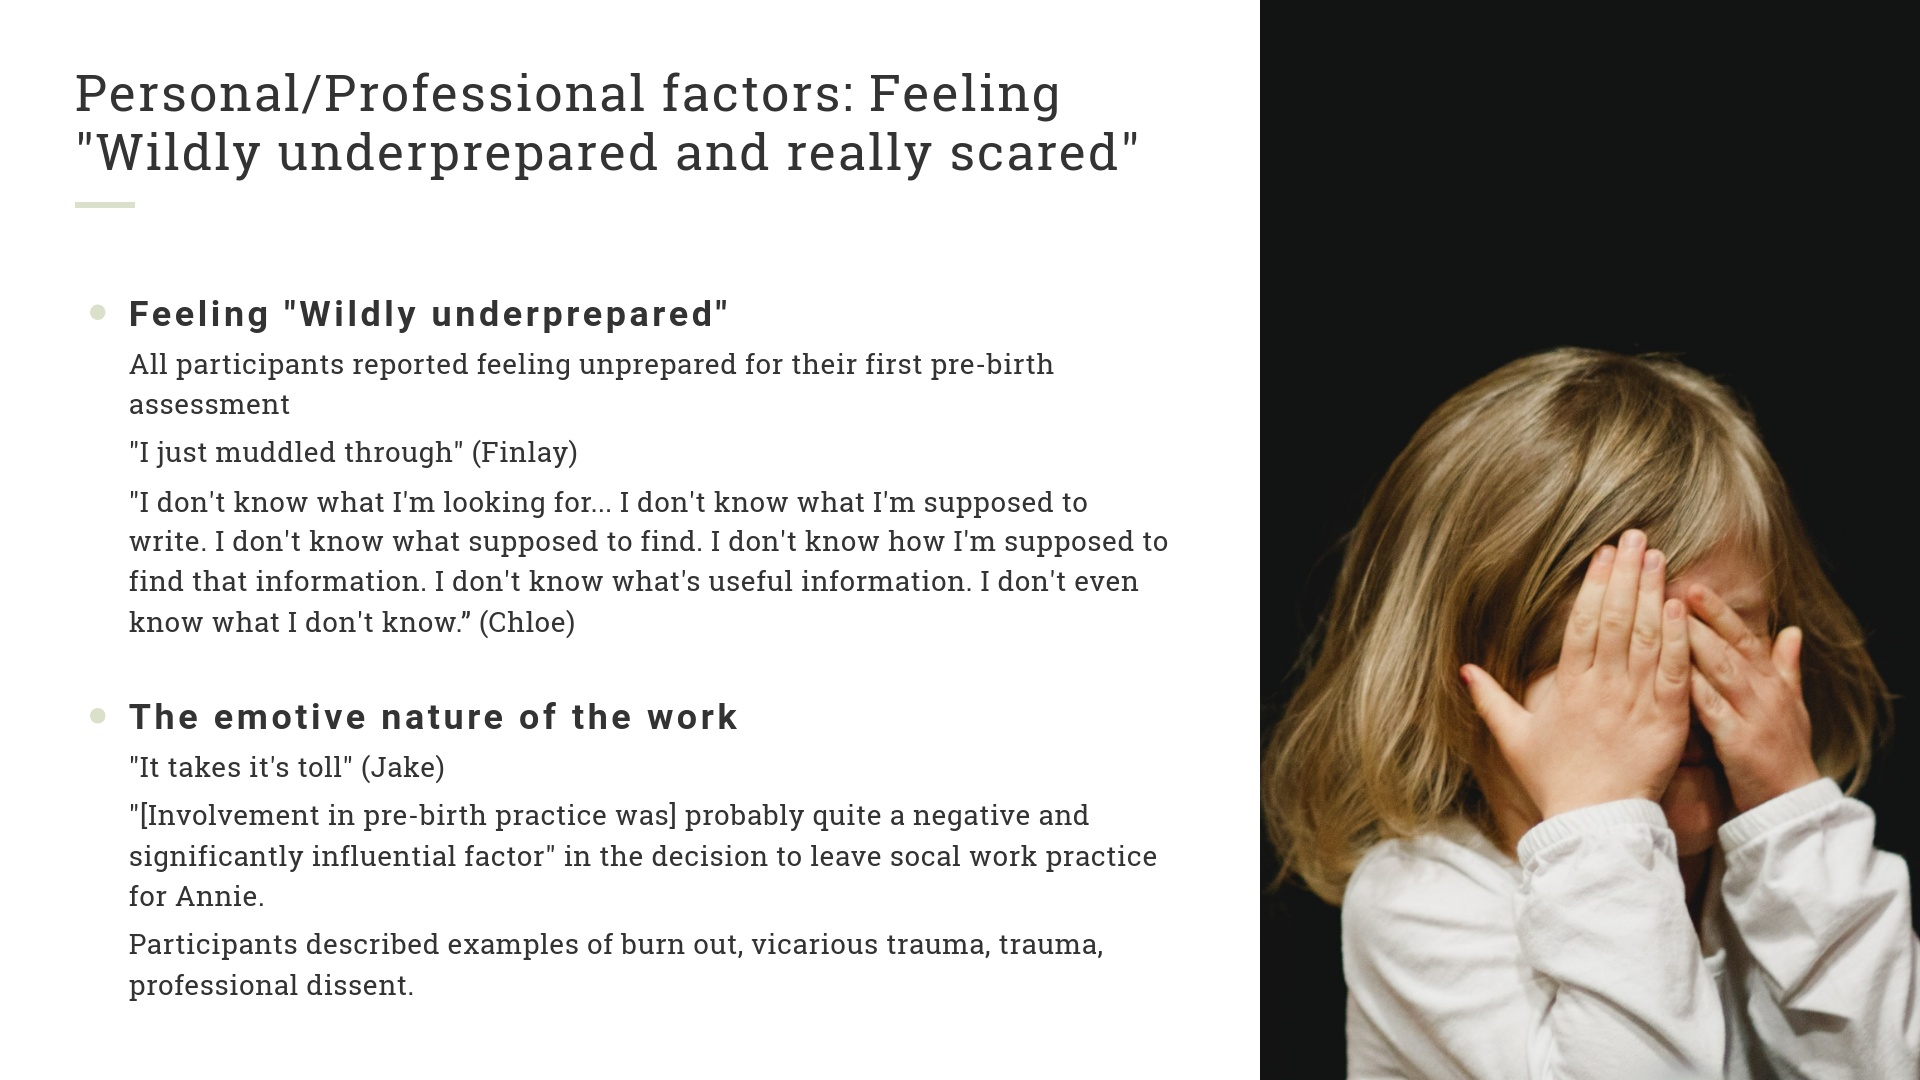 Personal/Professional factors: Feeling
"Wildly underprepared and really scared"
Feeling "Wildly underprepared"
All participants reported feeling unprepared for their first pre-birth
assessment
"I just muddled through" (Finlay)
"I don't know what I'm looking for... I don't know what I'm supposed to
write. I don't know what supposed to find. I don't know how I'm supposed to
find that information. I don't know what's useful information. I don't even
know what I don't know.” (Chloe)
The emotive nature of the work
"It takes it's toll" (Jake)
"[Involvement in pre-birth practice was] probably quite a negative and
significantly influential factor" in the decision to leave socal work practice
for Annie.
Participants described examples of burn out, vicarious trauma, trauma,
professional dissent.